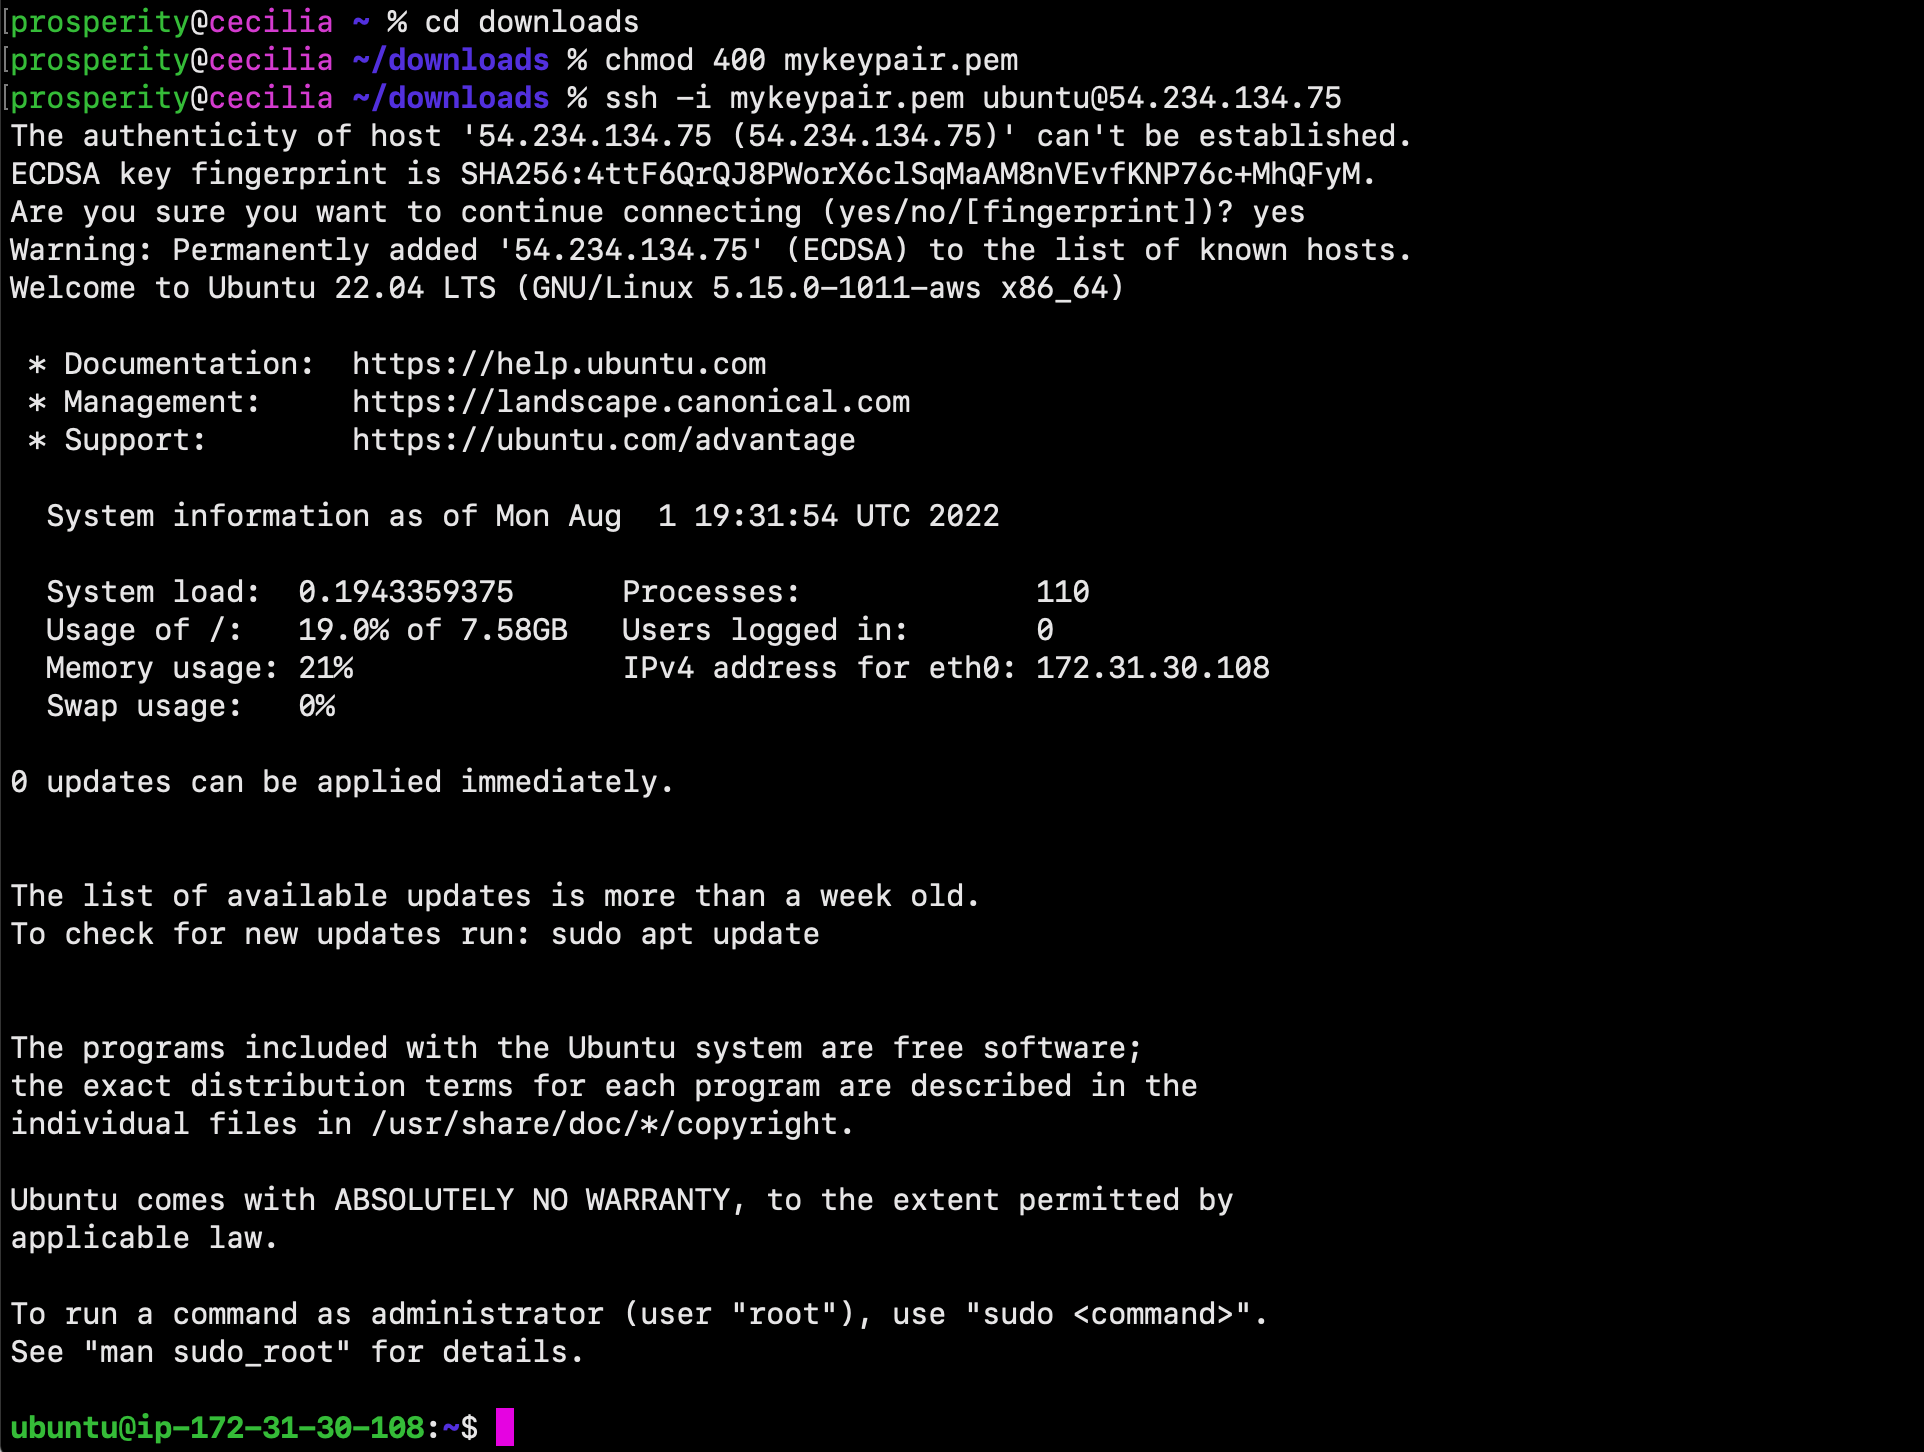 [prosperity@cecilia ~ % cd downloads
[prosperity@cecilia ~/downloads % chmod 400 mykeypair.pem
[prosperity@cecilia ~/downloads % ssh -i mykeypair.pem ubuntu@54.234.134.75
The authenticity of host '54.234.134.75 (54.234.134.75)' can't be established.
ECDSA key fingerprint is SHA256:4ttF6QrQJ8PWorX6clSqMaAM8nVEvfKNP76c+MhQFyM.
Are you sure you want to continue connecting (yes/no/[fingerprint])? yes
Warning: Permanently added '54.234.134.75' (ECDSA) to the list of known hosts.
Welcome to Ubuntu 22.04 LTS (GNU/Linux 5.15.0-1011-aws x86_64)
* Documentation:  https://help.ubuntu.com
* Management:     https://landscape.canonical.com
* Support:        https://ubuntu.com/advantage
System information as of Mon Aug  1 19:31:54 UTC 2022
System load:  0.1943359375      Processes:             110
Usage of /:   19.0% of 7.58GB   Users logged in:       0
Memory usage: 21%               IPv4 address for eth0: 172.31.30.108
Swap usage:   0%
0 updates can be applied immediately.
The list of available updates is more than a week old.
To check for new updates run: sudo apt update
The programs included with the Ubuntu system are free software;
the exact distribution terms for each program are described in the
individual files in /usr/share/doc/*/copyright.
Ubuntu comes with ABSOLUTELY NO WARRANTY, to the extent permitted by
applicable law.
To run a command as administrator (user "root"), use "sudo <command>".
See "man sudo_root" for details.
ubuntu@ip-172-31-30-108:~$